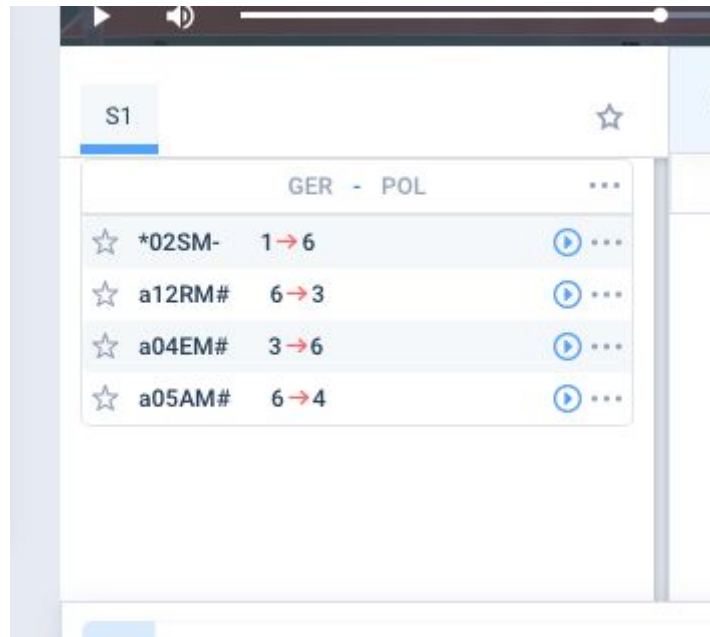 S1
GER - POL
*02SM- 1→6
a12RM# 6→3
a04EM# 3→6
a05AM# 6→4